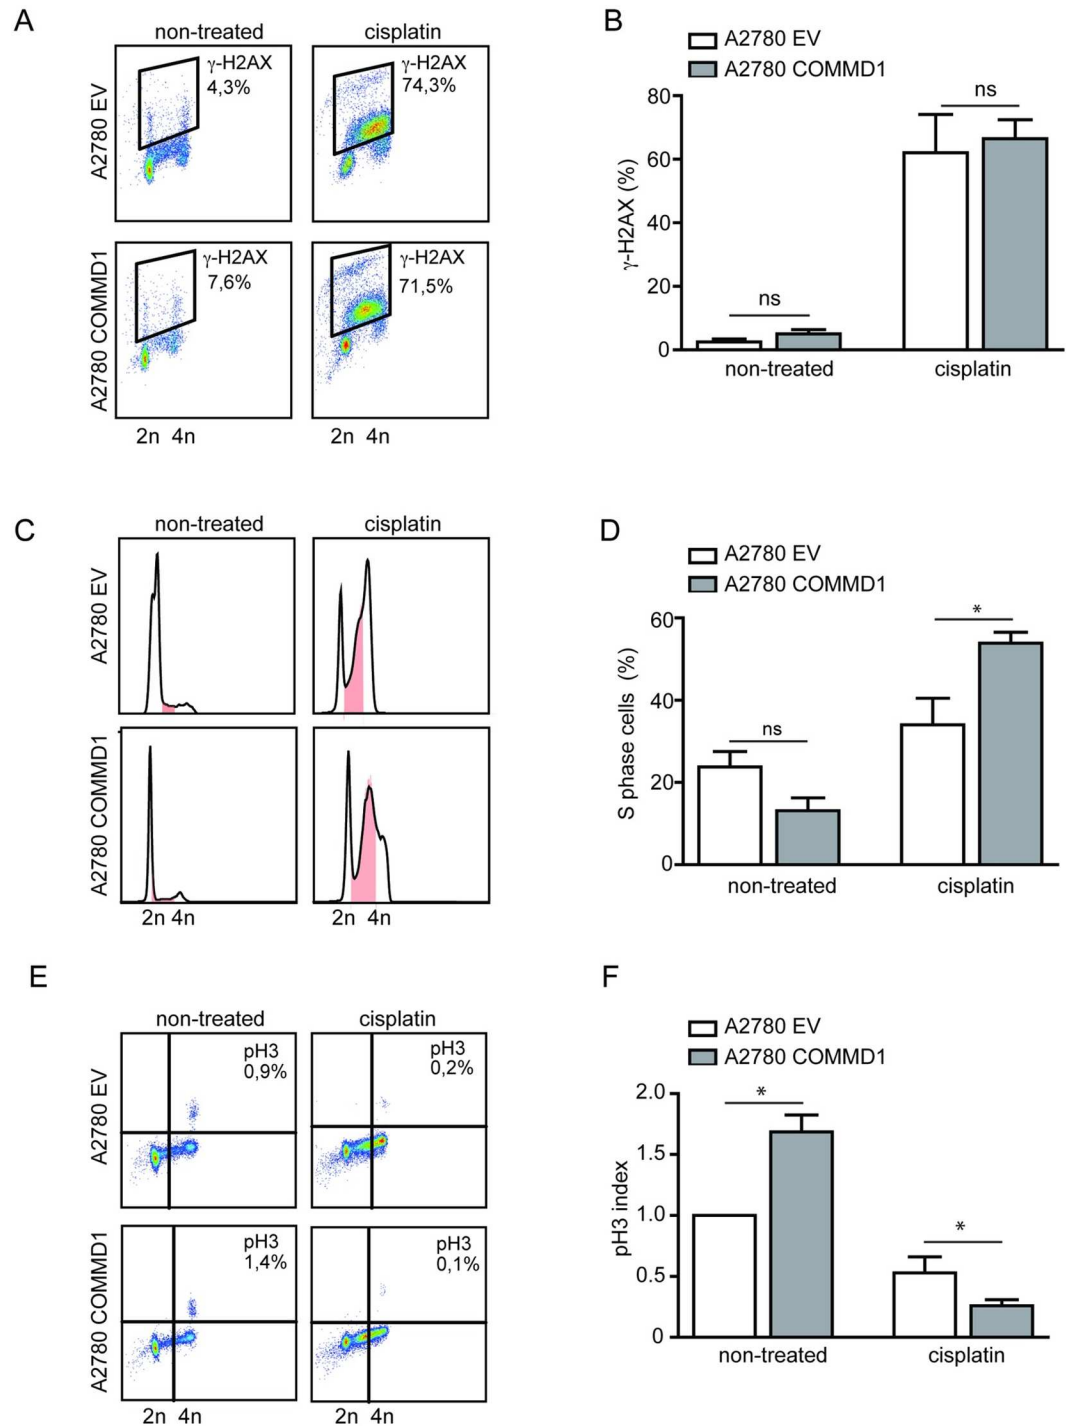 A
non-treated
cisplatin
A2780 EV
γ-H2AX
4,3%
γ-H2AX
74,3%
A2780 COMMD1
γ-H2AX
7,6%
γ-H2AX
71,5%
2n 4n
2n 4n
B
A2780 EV
A2780 COMMD1
γ-H2AX (%)
80
60
40
20
0
ns
ns
non-treated
cisplatin
C
non-treated
cisplatin
A2780 EV
A2780 COMMD1
2n 4n
2n 4n
D
A2780 EV
A2780 COMMD1
S phase cells (%)
60
40
20
0
ns
*
non-treated
cisplatin
E
non-treated
cisplatin
A2780 EV
pH3
0,9%
pH3
0,2%
A2780 COMMD1
pH3
1,4%
pH3
0,1%
2n 4n
2n 4n
F
A2780 EV
A2780 COMMD1
pH3 index
2.0
1.5
1.0
0.5
0
*
*
non-treated
cisplatin